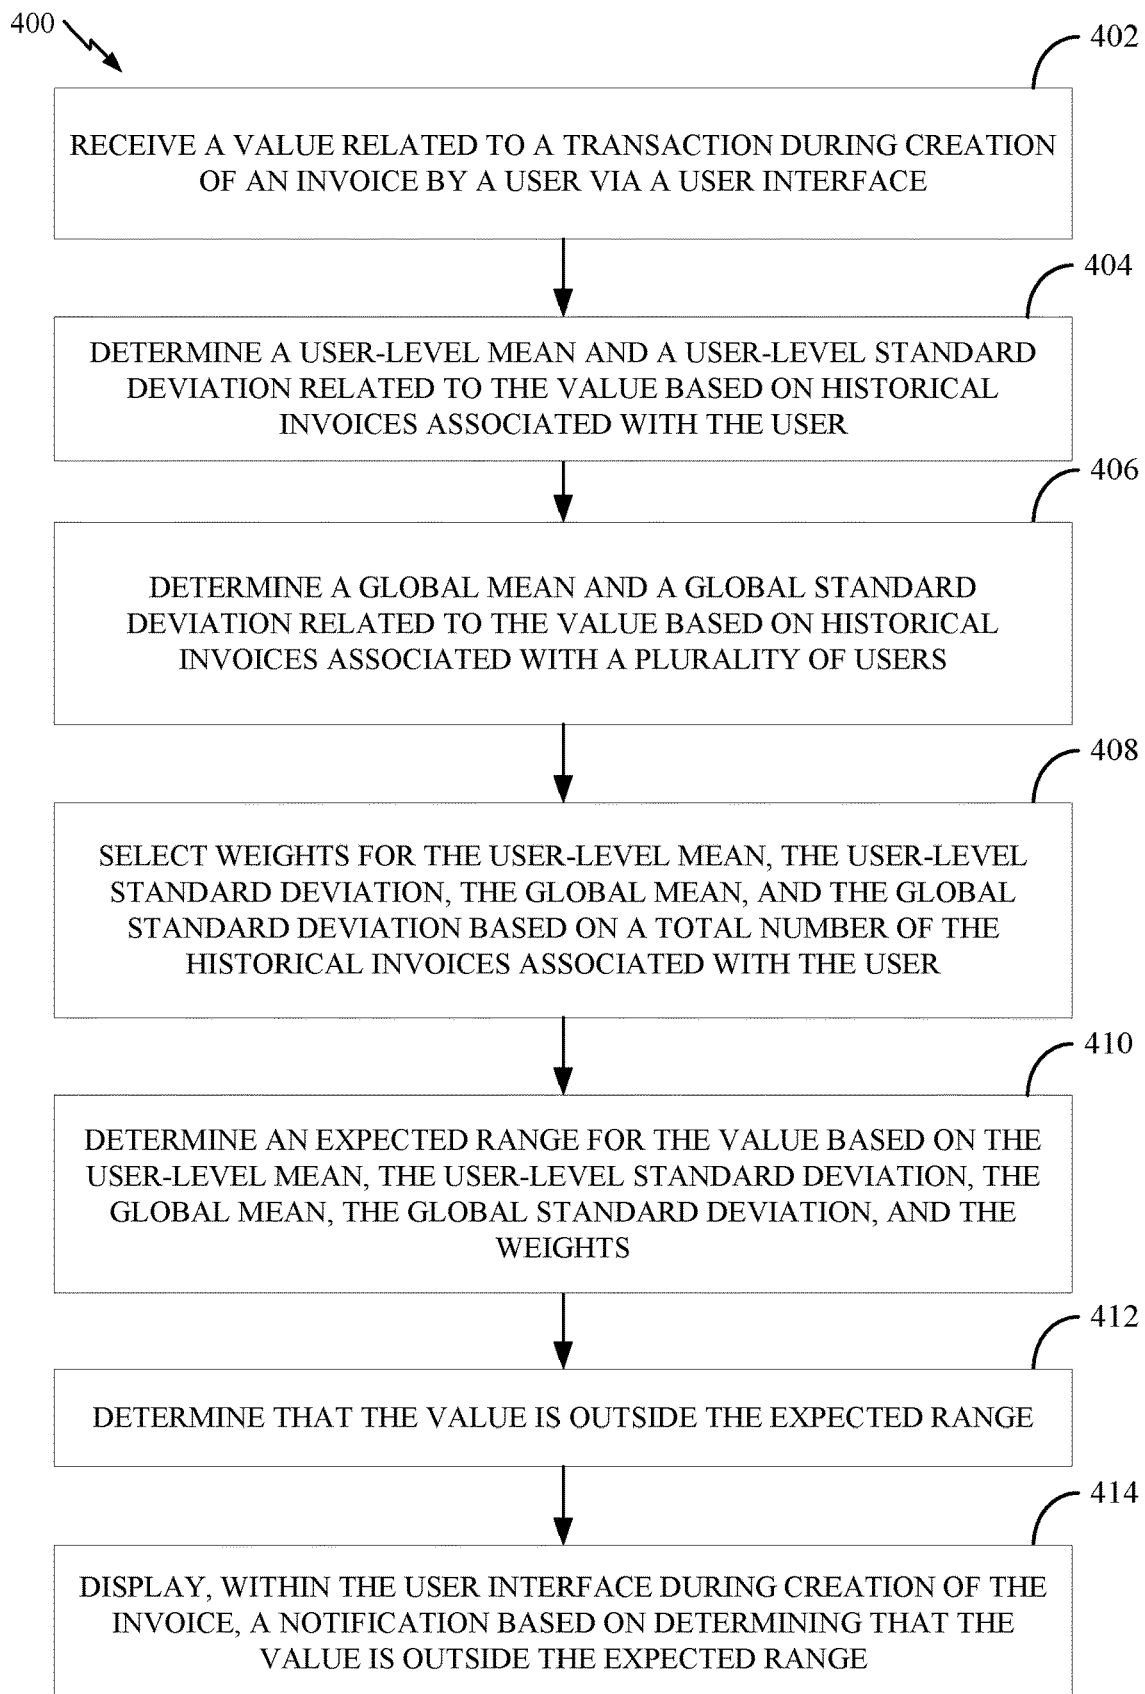 400
402
RECEIVE A VALUE RELATED TO A TRANSACTION DURING CREATION
OF AN INVOICE BY A USER VIA A USER INTERFACE
404
DETERMINE A USER-LEVEL MEAN AND A USER-LEVEL STANDARD
DEVIATION RELATED TO THE VALUE BASED ON HISTORICAL
INVOICES ASSOCIATED WITH THE USER
406
DETERMINE A GLOBAL MEAN AND A GLOBAL STANDARD
DEVIATION RELATED TO THE VALUE BASED ON HISTORICAL
INVOICES ASSOCIATED WITH A PLURALITY OF USERS
408
SELECT WEIGHTS FOR THE USER-LEVEL MEAN, THE USER-LEVEL
STANDARD DEVIATION, THE GLOBAL MEAN, AND THE GLOBAL
STANDARD DEVIATION BASED ON A TOTAL NUMBER OF THE
HISTORICAL INVOICES ASSOCIATED WITH THE USER
410
DETERMINE AN EXPECTED RANGE FOR THE VALUE BASED ON THE
USER-LEVEL MEAN, THE USER-LEVEL STANDARD DEVIATION, THE
GLOBAL MEAN, THE GLOBAL STANDARD DEVIATION, AND THE
WEIGHTS
412
DETERMINE THAT THE VALUE IS OUTSIDE THE EXPECTED RANGE
414
DISPLAY, WITHIN THE USER INTERFACE DURING CREATION OF THE
INVOICE, A NOTIFICATION BASED ON DETERMINING THAT THE
VALUE IS OUTSIDE THE EXPECTED RANGE